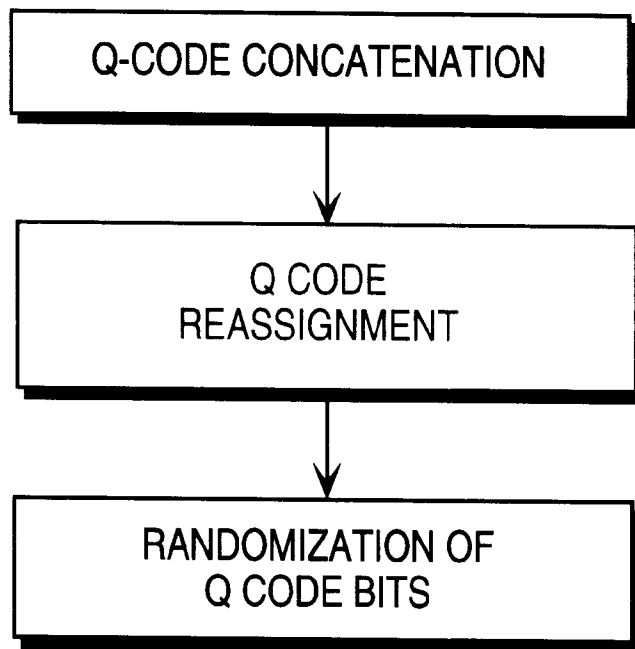 Q-CODE CONCATENATION
Q CODE
REASSIGNMENT
RANDOMIZATION OF
Q CODE BITS